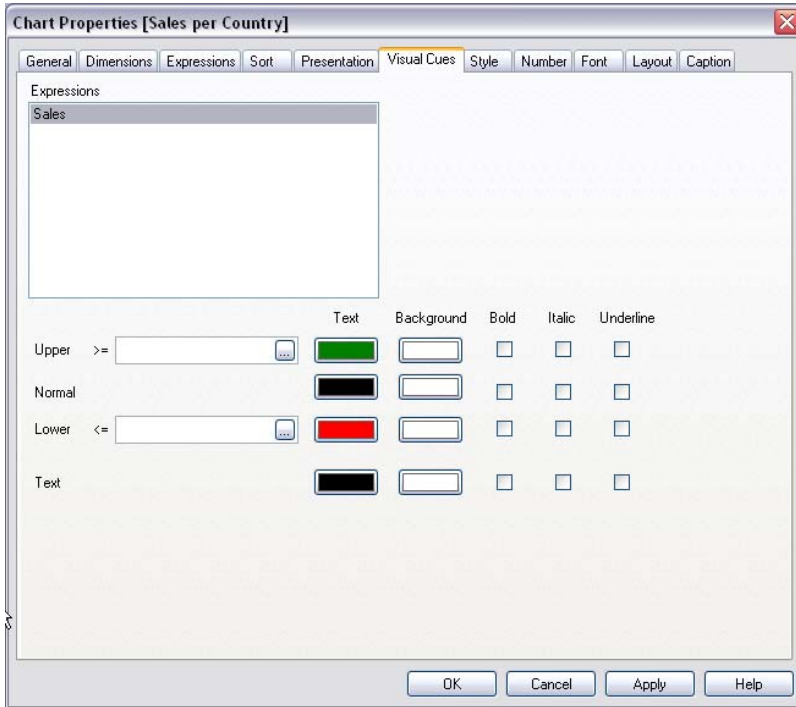 Chart Properties [Sales per Country]
General Dimensions Expressions Sort Presentation Visual Cues Style Number Font Layout Caption
Expressions
Sales
Text Background Bold Italic Underline
Upper >= ...
Normal
Lower <= ...
Text
OK Cancel Apply Help